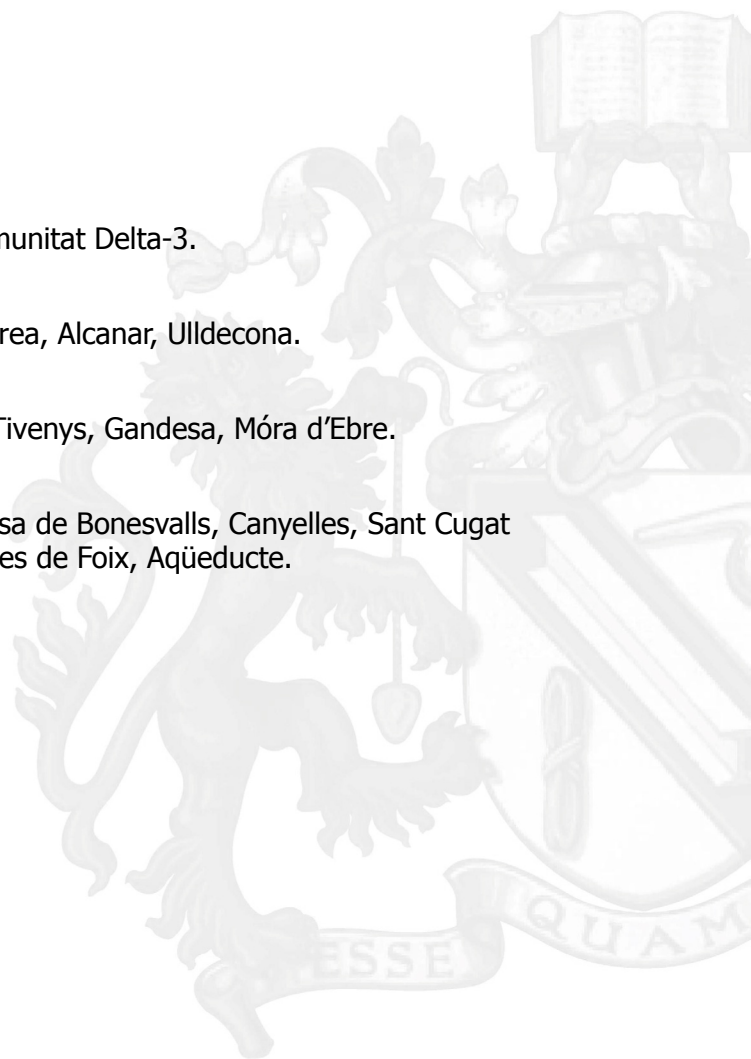 munitat Delta-3.
rea, Alcanar, Ulldecona.
Tivenys, Gandesa, Móra d’Ebre.
sa de Bonesvalls, Canyelles, Sant Cugat
es de Foix, Aqüeducte.
ESSE QUAM